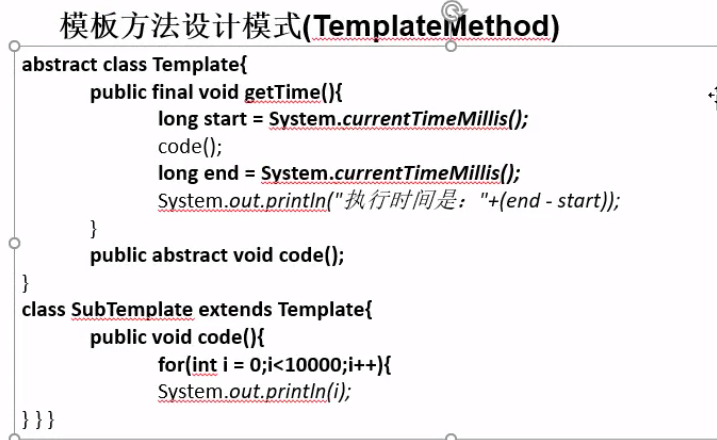 模板方法设计模式(TemplateMethod)
abstract class Template{
public final void getTime(){
long start = System.currentTimeMillis();
code();
long end = System.currentTimeMillis();
System.out.println("执行时间是："+(end - start));
}
public abstract void code();
}
class SubTemplate extends Template{
public void code(){
for(int i = 0;i<10000;i++){
System.out.println(i);
} } }